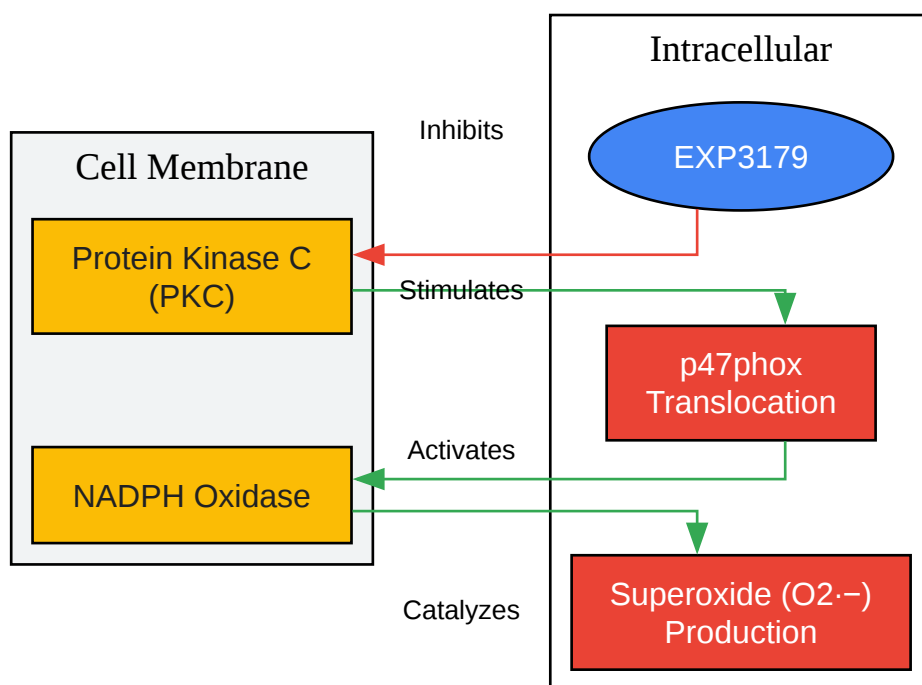 Intracellular
Inhibits
EXP3179
Cell Membrane
Protein Kinase C
(PKC)
Stimulates
p47phox
Translocation
Activates
NADPH Oxidase
Catalyzes
Superoxide (O2·−)
Production